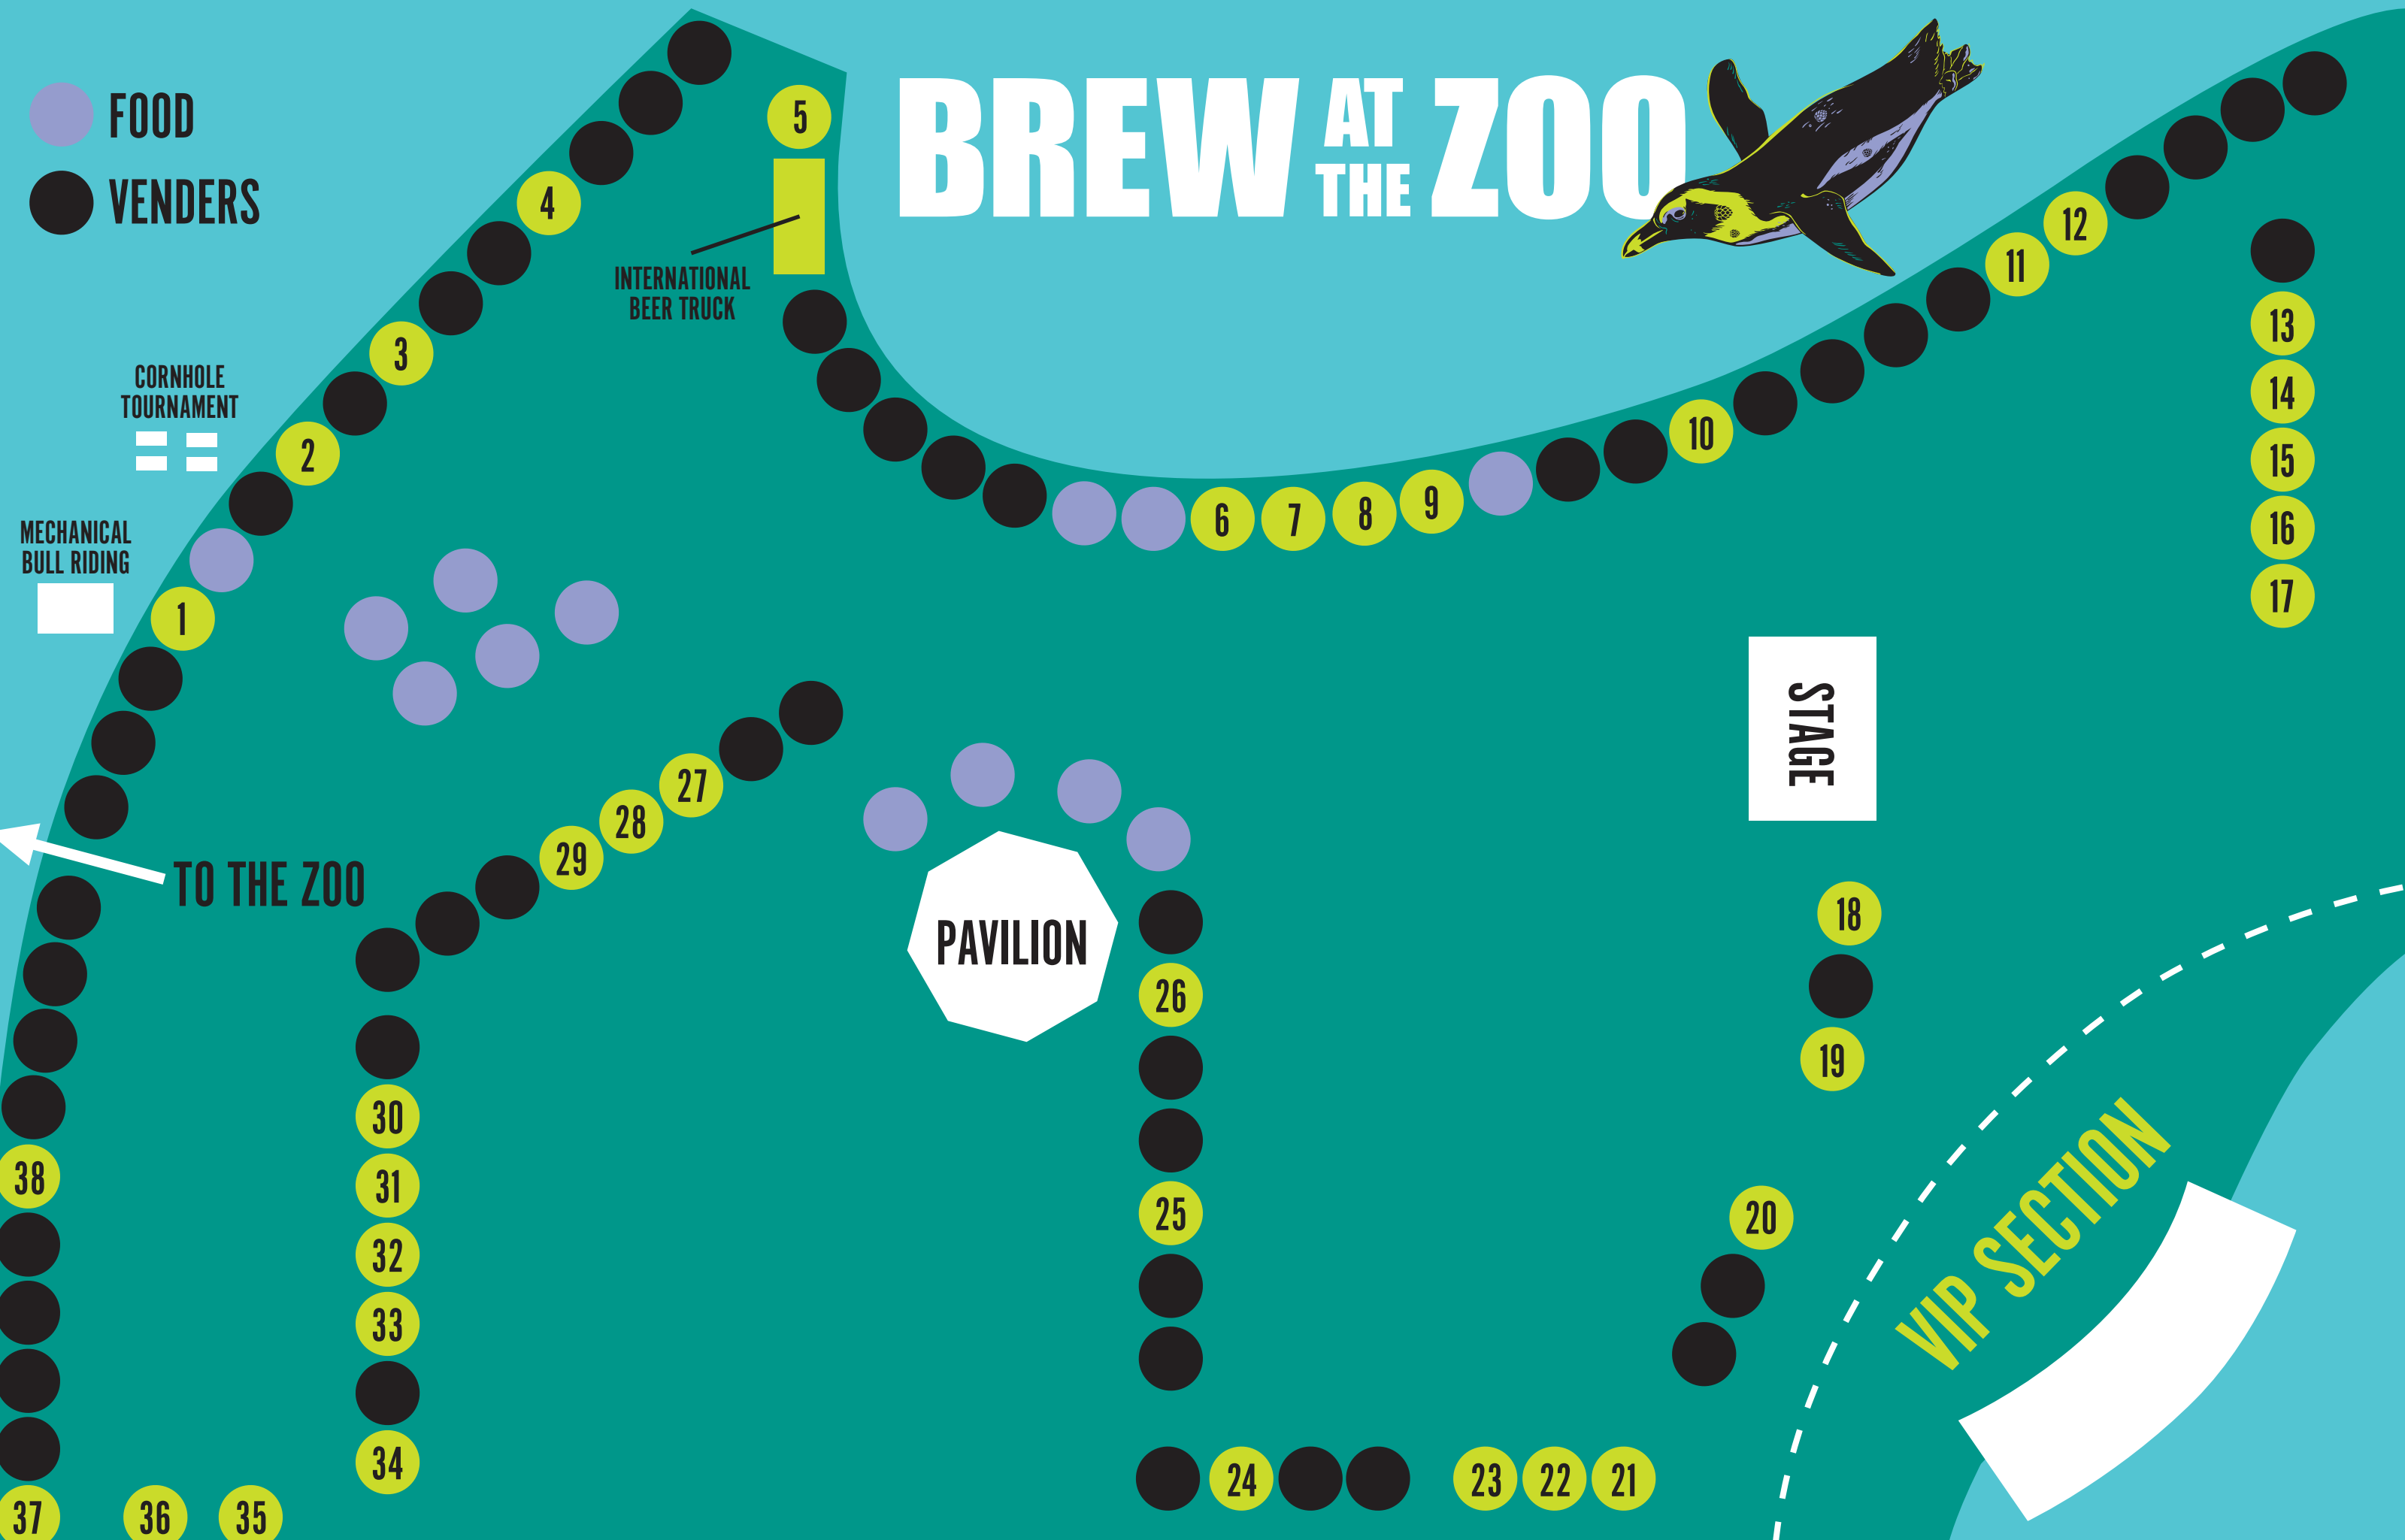 FOOD
VENDERS
BREW AT THE ZOO
INTERNATIONAL
BEER TRUCK
CORNHOLE
TOURNAMENT
MECHANICAL
BULL RIDING
5
4
3
2
1
6
7
8
9
10
11
12
13
14
15
16
17
STAGE
27
28
29
TO THE ZOO
PAVILION
18
19
20
VIP SECTION
26
25
30
31
32
33
34
38
37
36
35
24
23
22
21